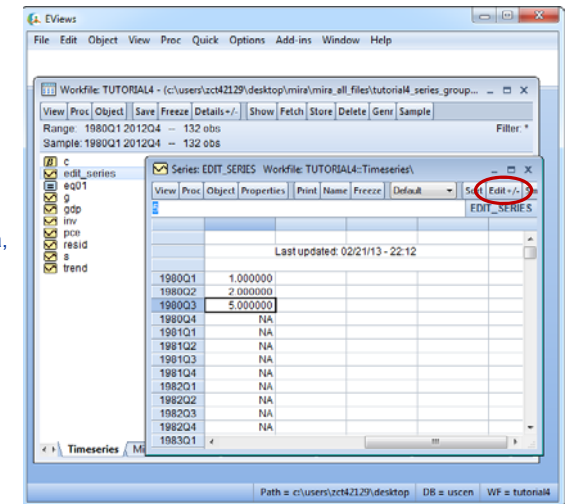 EViews
File Edit Object View Proc Quick Options Add-ins Window Help
Workfile: TUTORIAL4 - (c:\users\zct42129\desktop\mira\mira_all_files\tutorial4_series_group...
View Proc Object Save Freeze Details+/- Show Fetch Store Delete Genr Sample
Range: 1980Q1 2012Q4 -- 132 obs Filter: *
Sample: 1980Q1 2012Q4 -- 132 obs
c
edit_series
eq01
g
gdp
inv
pce
resid
s
trend
Timeseries
Series: EDIT_SERIES Workfile: TUTORIAL4::Timeseries\
View Proc Object Properties Print Name Freeze Default Sort Edit+/-
5 EDIT_SERIES
Last updated: 02/21/13 - 22:12
1980Q1 1.000000
1980Q2 2.000000
1980Q3 5.000000
1980Q4 NA
1981Q1 NA
1981Q2 NA
1981Q3 NA
1981Q4 NA
1982Q1 NA
1982Q2 NA
1982Q3 NA
1982Q4 NA
1983Q1
Path = c:\users\zct42129\desktop DB = uscen WF = tutorial4